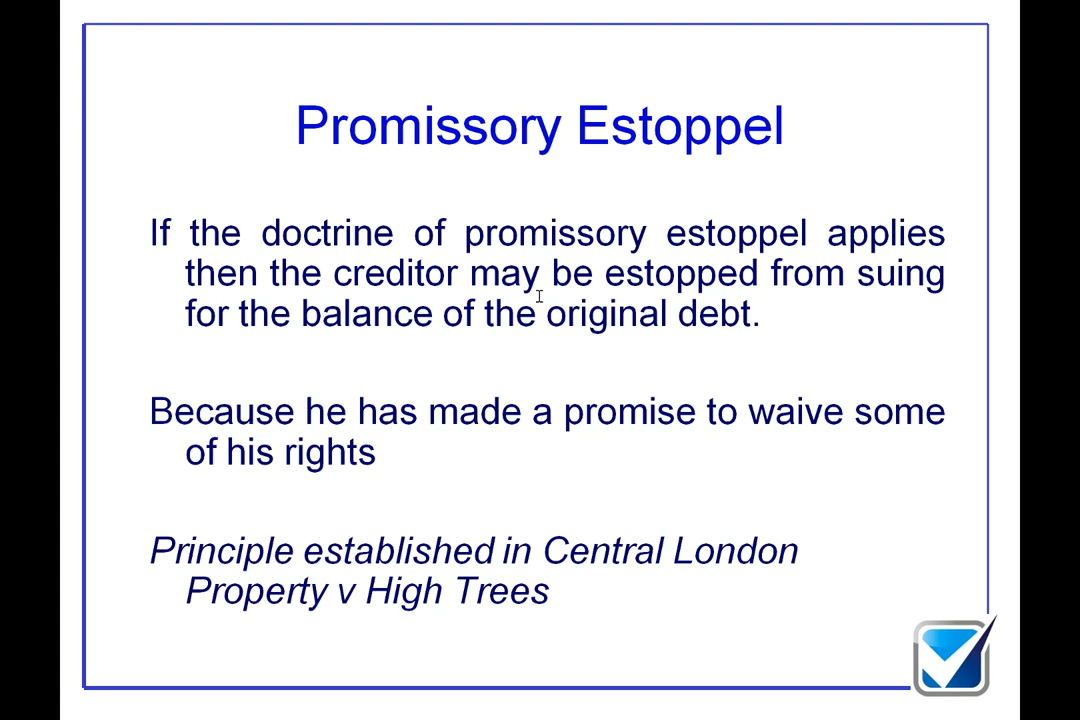 Promissory Estoppel
If the doctrine of promissory estoppel applies
then the creditor may be estopped from suing
for the balance of the original debt.
Because he has made a promise to waive some
of his rights
Principle established in Central London
Property v High Trees